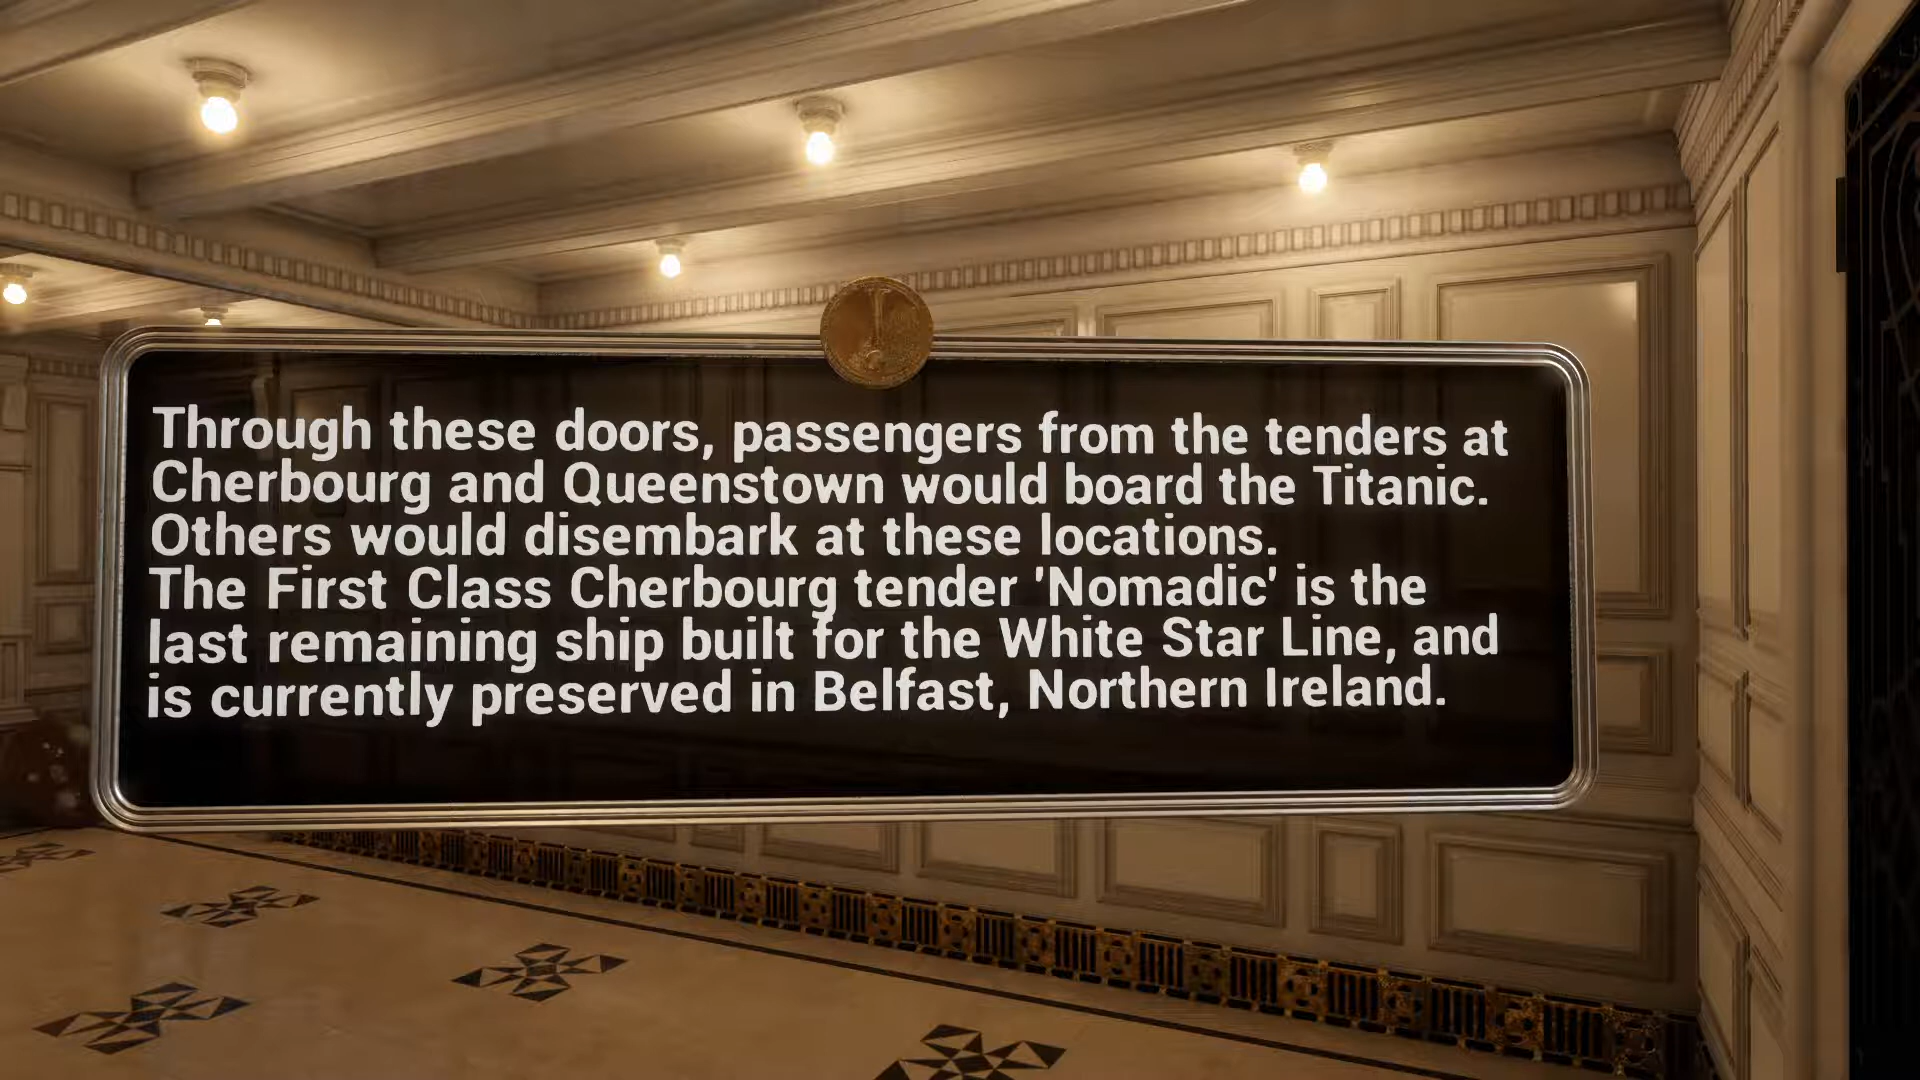 Through these doors, passengers from the tenders at
Cherbourg and Queenstown would board the Titanic.
Others would disembark at these locations.
The First Class Cherbourg tender 'Nomadic' is the
last remaining ship built for the White Star Line, and
is currently preserved in Belfast, Northern Ireland.